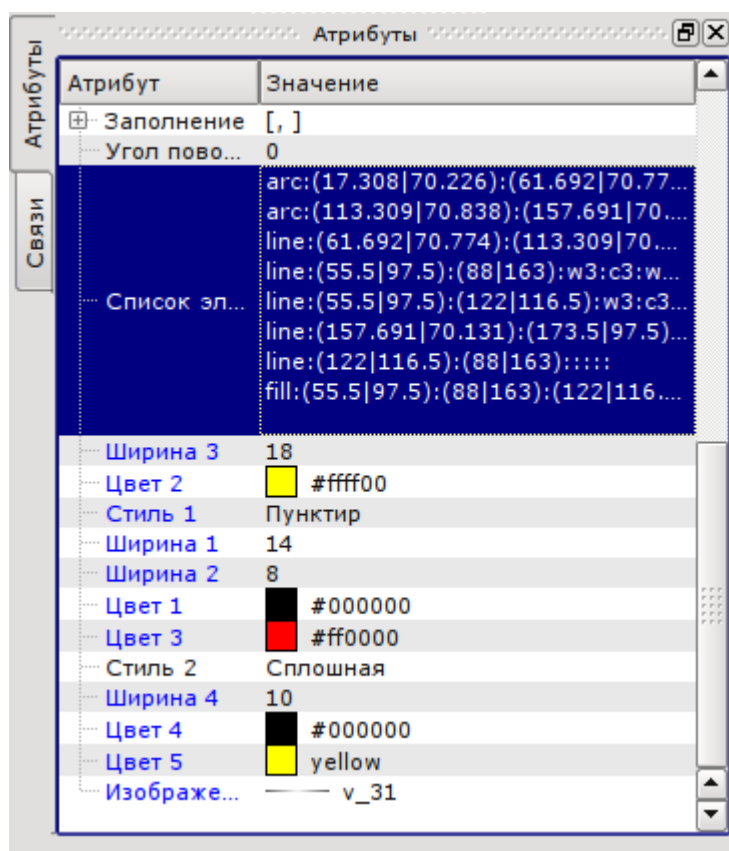 Атрибуты
Атрибуты
Связи
Атрибут Значение
Заполнение [, ]
Угол пово... 0
Список эл...
arc:(17.308|70.226):(61.692|70.77...
arc:(113.309|70.838):(157.691|70....
line:(61.692|70.774):(113.309|70....
line:(55.5|97.5):(88|163):w3:c3:w...
line:(55.5|97.5):(122|116.5):w3:c3...
line:(157.691|70.131):(173.5|97.5)...
line:(122|116.5):(88|163):::::
fill:(55.5|97.5):(88|163):(122|116....
Ширина 3 18
Цвет 2 #ffff00
Стиль 1 Пунктир
Ширина 1 14
Ширина 2 8
Цвет 1 #000000
Цвет 3 #ff0000
Стиль 2 Сплошная
Ширина 4 10
Цвет 4 #000000
Цвет 5 yellow
Изображе... v_31